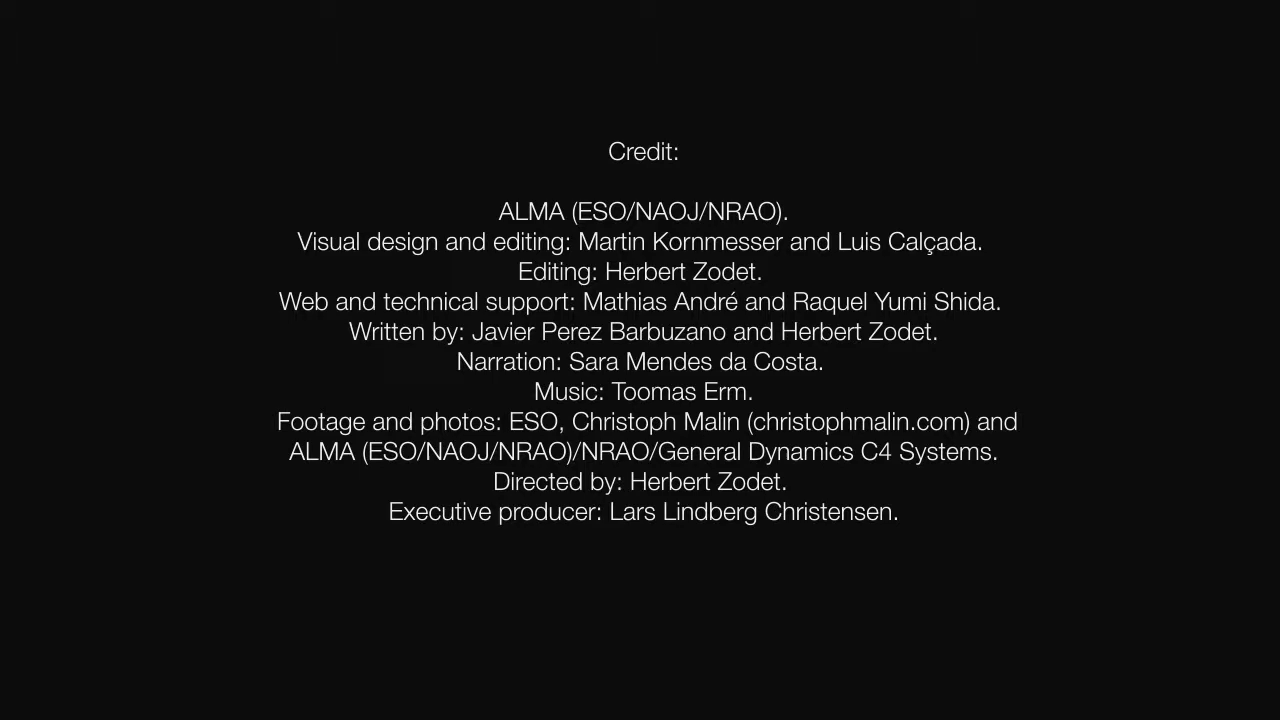 Credit:
ALMA (ESO/NAOJ/NRAO).
Visual design and editing: Martin Kornmesser and Luis Calçada.
Editing: Herbert Zodet.
Web and technical support: Mathias André and Raquel Yumi Shida.
Written by: Javier Perez Barbuzano and Herbert Zodet.
Narration: Sara Mendes da Costa.
Music: Toomas Erm.
Footage and photos: ESO, Christoph Malin (christophmalin.com) and
ALMA (ESO/NAOJ/NRAO)/NRAO/General Dynamics C4 Systems.
Directed by: Herbert Zodet.
Executive producer: Lars Lindberg Christensen.